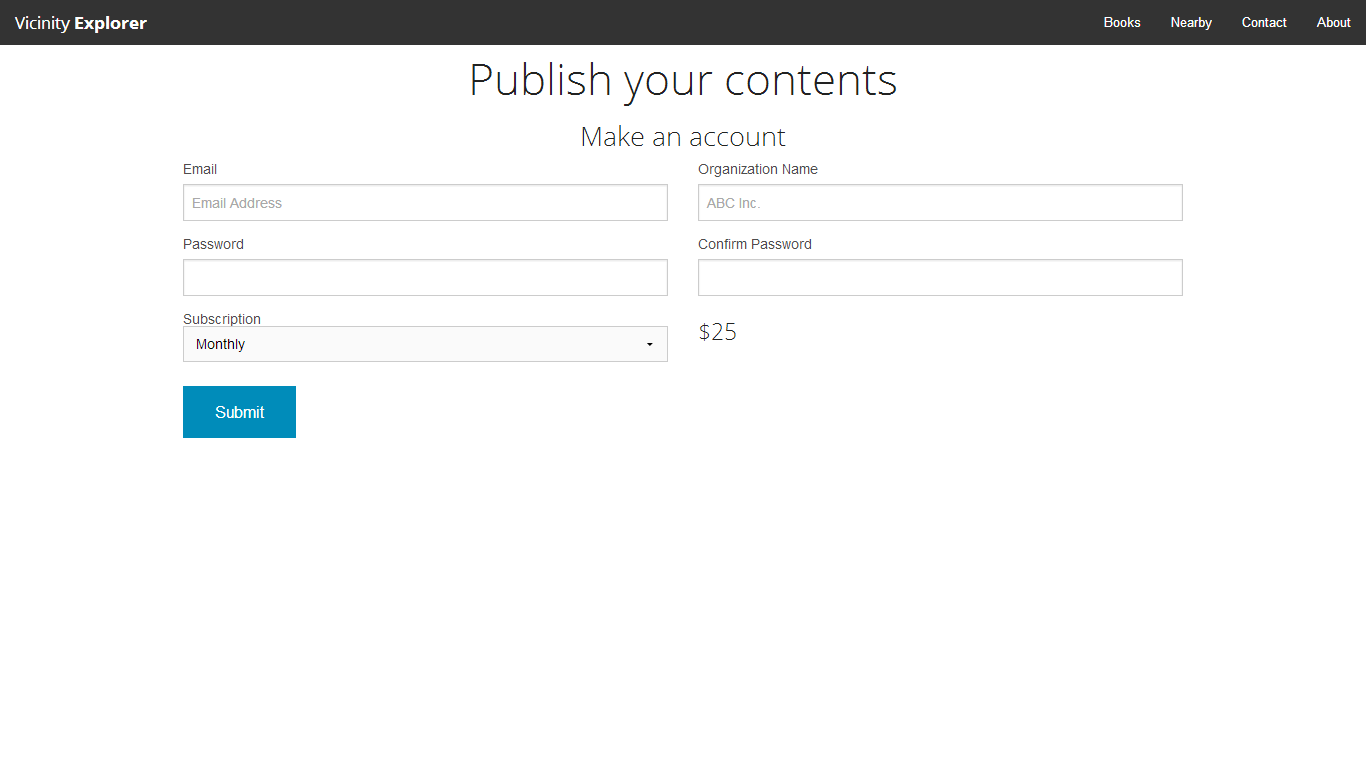 Vicinity Explorer
Books Nearby Contact About
Publish your contents
Make an account
Email
Organization Name
Email Address
ABC Inc.
Password
Confirm Password
Subscription
Monthly
$25
Submit